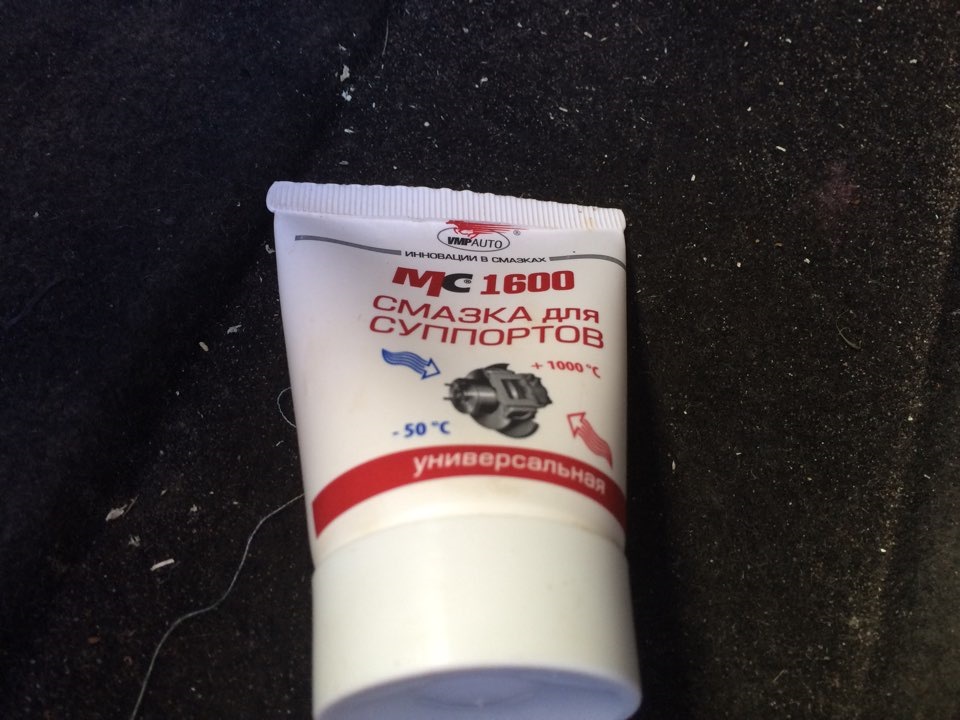 VMPAUTO®
ИННОВАЦИИ В СМАЗКАХ
МС® 1600
СМАЗКА для
СУППОРТОВ
+ 1000 °C
- 50 °C
универсальная